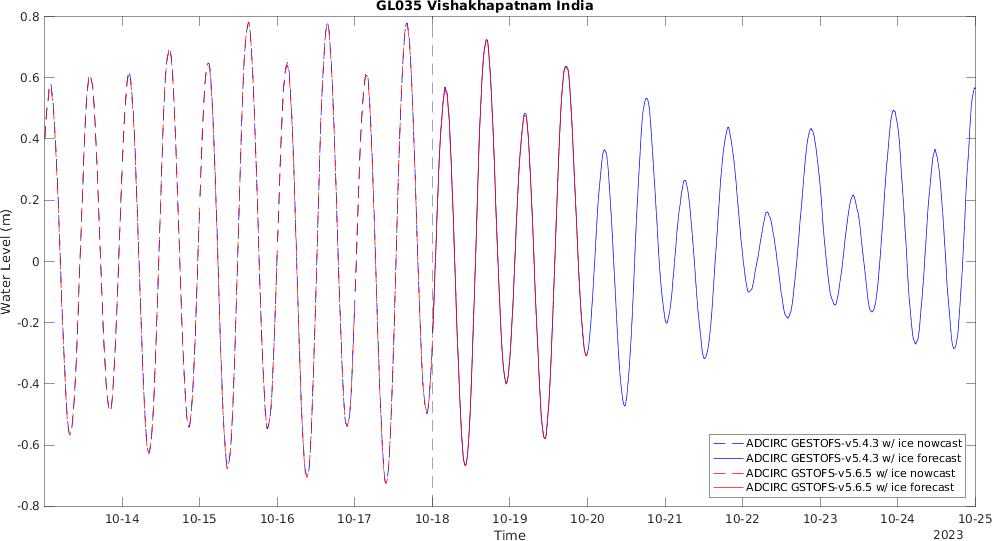 GL035 Vishakhapatnam India
Water Level (m)
0.8
0.6
0.4
0.2
0
-0.2
-0.4
-0.6
-0.8
ADCIRC GESTOFS-v5.4.3 w/ ice nowcast
ADCIRC GESTOFS-v5.4.3 w/ ice forecast
ADCIRC GSTOFS-v5.6.5 w/ ice nowcast
ADCIRC GSTOFS-v5.6.5 w/ ice forecast
10-14 10-15 10-16 10-17 10-18 10-19 10-20 10-21 10-22 10-23 10-24 10-25
Time
2023